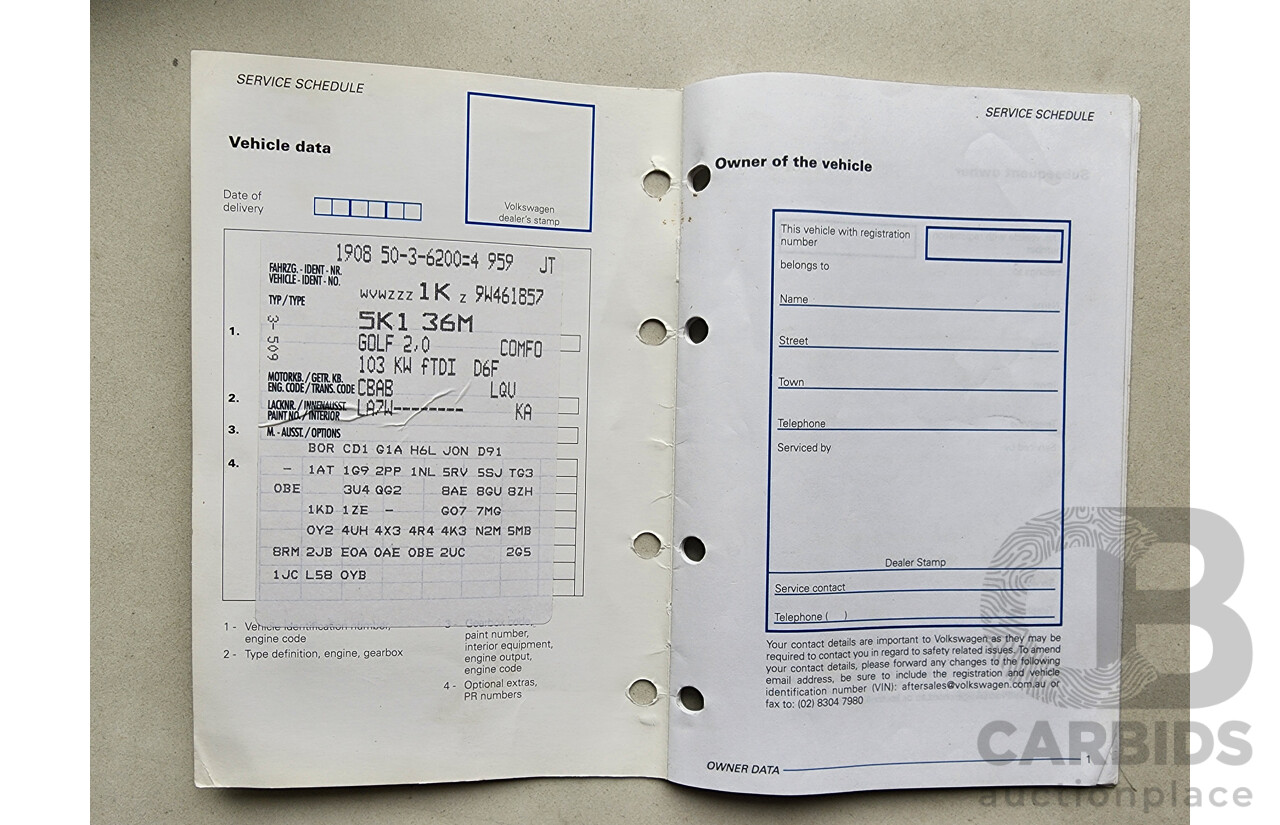 SERVICE SCHEDULE
Vehicle data
Date of
delivery
Volkswagen
dealer's stamp
1908 50-3-6200=4 959 JT
FAHRZG. - IDENT - NR.
VEHICLE - IDENT - NO.
WVWZZZ 1K Z 9W461857
TYP / TYPE
5K1 36M
3- 509
1.
GOLF 2,0 COMFO
103 KW fTDI D6F
MOTORKB. / GETR. KB.
ENG. CODE / TRANS. CODE CBAB LQV
2.
LACKNR. / INNENAUSST.
PAINT NO. / INTERIOR LA7W-------- KA
3.
M. - AUSST. / OPTIONS
BOR CD1 G1A H6L JON D91
4.
- 1AT 1G9 2PP 1NL 5RV 5SJ TG3
0BE 3U4 QG2 8AE 8GU 8ZH
1KD 1ZE - G07 7MG
0Y2 4UH 4X3 4R4 4K3 N2M 5MB
8RM 2JB E0A 0AE 0BE 2UC 2G5
1JC L58 0YB
1 - Vehicle identification number,
engine code
2 - Type definition, engine, gearbox
paint number,
interior equipment,
engine output,
engine code
4 - Optional extras,
PR numbers
SERVICE SCHEDULE
Owner of the vehicle
This vehicle with registration
number
belongs to
Name
Street
Town
Telephone
Serviced by
Dealer Stamp
Service contact
Telephone ( )
Your contact details are important to Volkswagen as they may be
required to contact you in regard to safety related issues. To amend
your contact details, please forward any changes to the following
email address, be sure to include the registration and vehicle
identification number (VIN): aftersales@volkswagen.com.au or
fax to: (02) 8304 7980
OWNER DATA 1
CB
CARBIDS
auctionplace